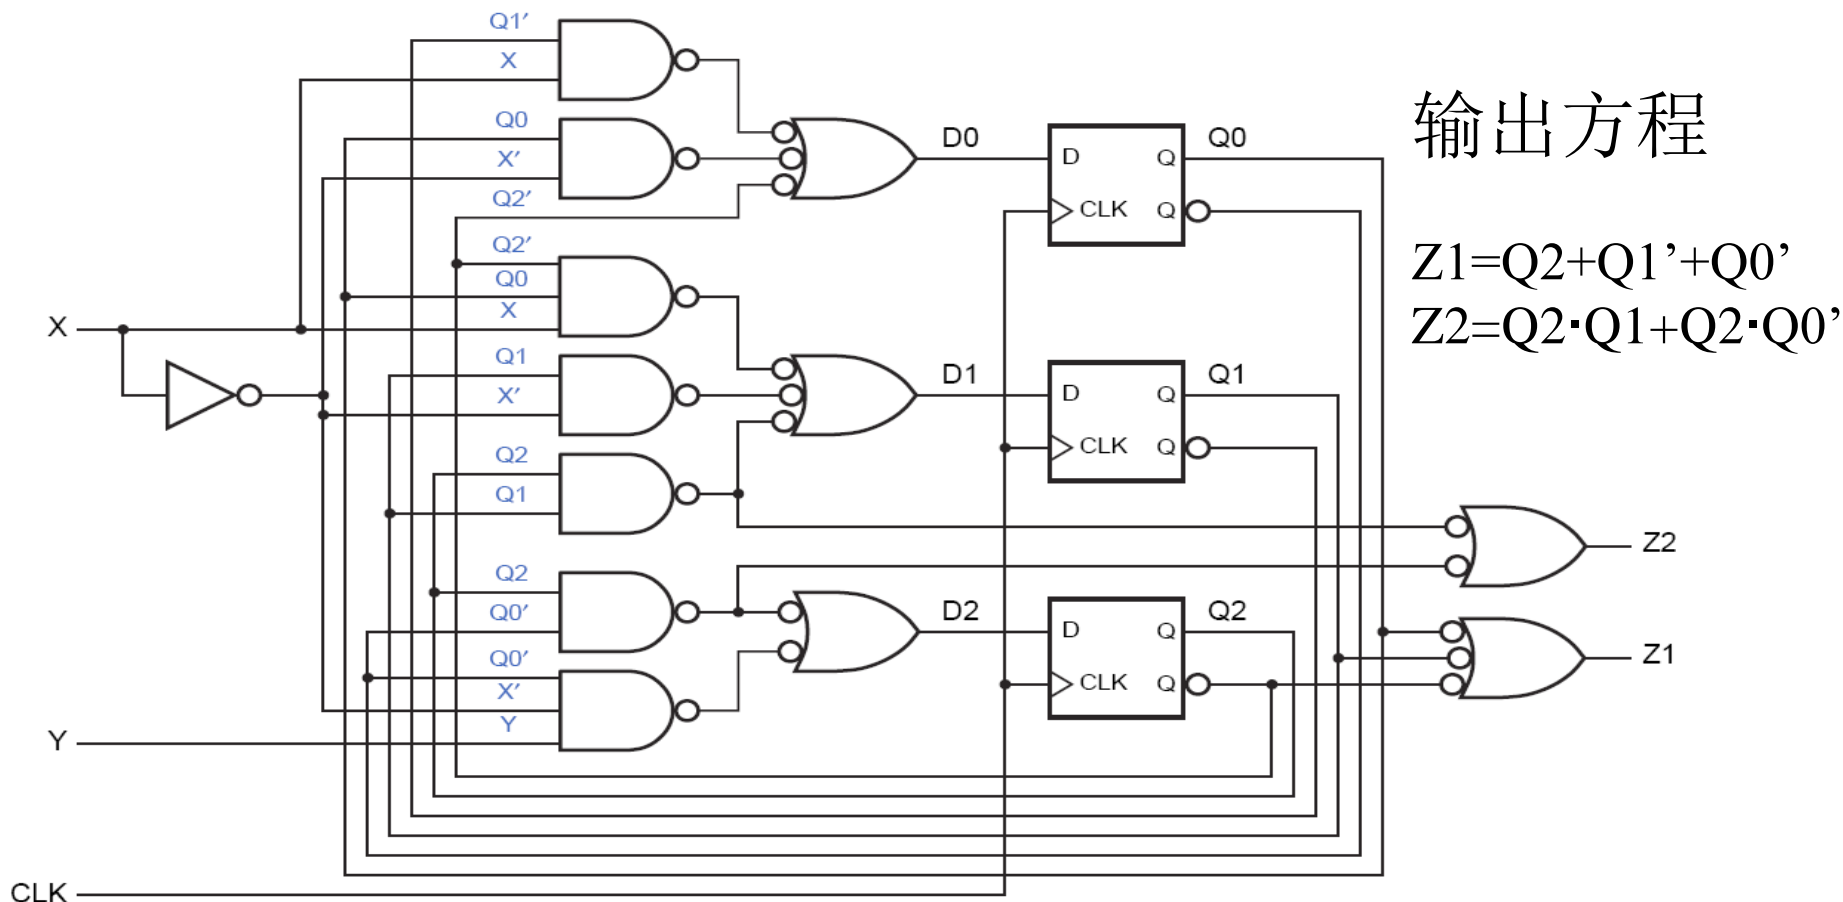 Q1′
X
Q0
X′
Q2′
Q2′
Q0
X
Q1
X′
Q2
Q1
Q2
Q0′
Q0′
X′
Y
X
Y
CLK
D0
D
Q
CLK
Q
Q0
D1
D
Q
CLK
Q
Q1
D2
D
Q
CLK
Q
Q2
Z2
Z1
输出方程
Z1=Q2+Q1’+Q0’
Z2=Q2·Q1+Q2·Q0’